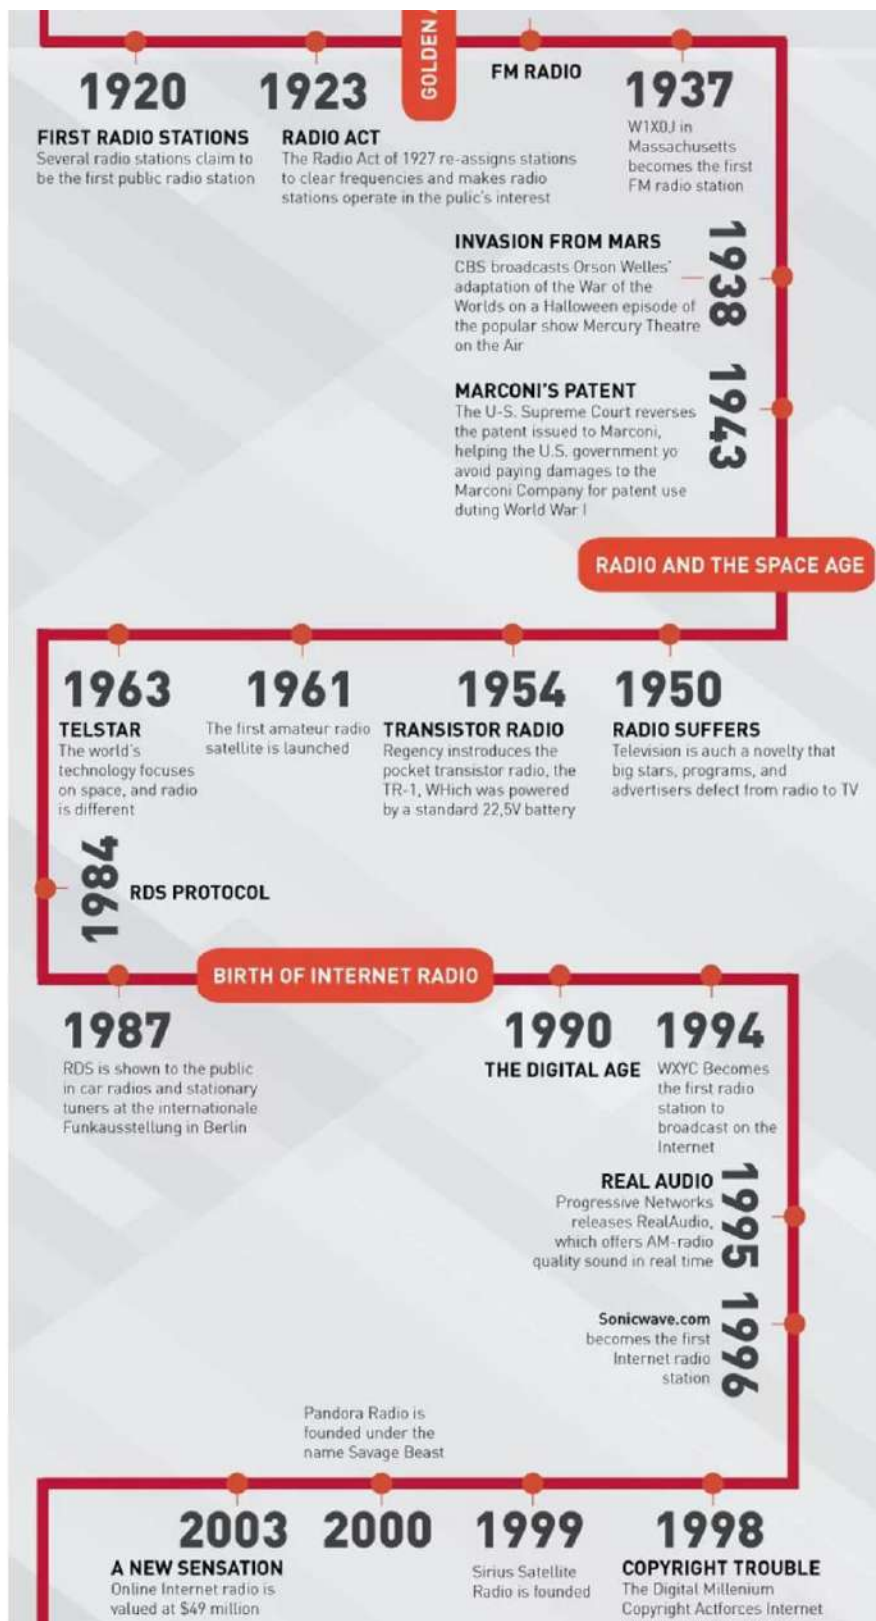 GOLDEN
1920
FIRST RADIO STATIONS
Several radio stations claim to
be the first public radio station
1923
RADIO ACT
The Radio Act of 1927 re-assigns stations
to clear frequencies and makes radio
stations operate in the pulic's interest
FM RADIO
1937
W1X0J in
Massachusetts
becomes the first
FM radio station
1938
INVASION FROM MARS
CBS broadcasts Orson Welles'
adaptation of the War of the
Worlds on a Halloween episode of
the popular show Mercury Theatre
on the Air
1943
MARCONI'S PATENT
The U-S. Supreme Court reverses
the patent issued to Marconi,
helping the U.S. government yo
avoid paying damages to the
Marconi Company for patent use
duting World War I
RADIO AND THE SPACE AGE
1963
TELSTAR
The world's
technology focuses
on space, and radio
is different
1961
The first amateur radio
satellite is launched
1954
TRANSISTOR RADIO
Regency instroduces the
pocket transistor radio, the
TR-1, WHich was powered
by a standard 22,5V battery
1950
RADIO SUFFERS
Television is auch a novelty that
big stars, programs, and
advertisers defect from radio to TV
1984
RDS PROTOCOL
BIRTH OF INTERNET RADIO
1987
RDS is shown to the public
in car radios and stationary
tuners at the internationale
Funkausstellung in Berlin
1990
THE DIGITAL AGE
1994
WXYC Becomes
the first radio
station to
broadcast on the
Internet
1995
REAL AUDIO
Progressive Networks
releases RealAudio,
which offers AM-radio
quality sound in real time
1996
Sonicwave.com
becomes the first
Internet radio
station
Pandora Radio is
founded under the
name Savage Beast
2003
A NEW SENSATION
Online Internet radio is
valued at $49 million
2000
1999
Sirius Satellite
Radio is founded
1998
COPYRIGHT TROUBLE
The Digital Millenium
Copyright Actforces Internet